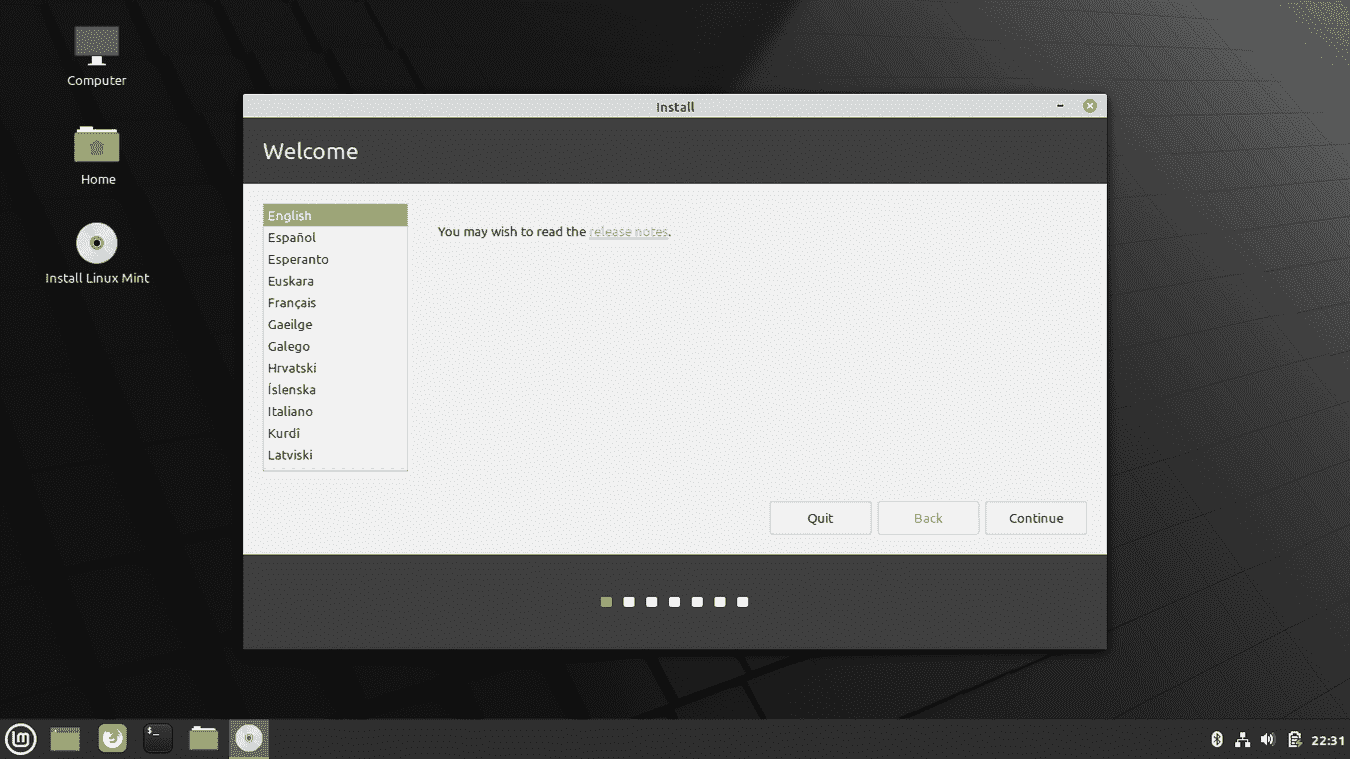 Computer
Home
Install Linux Mint
Install
Welcome
English
Español
Esperanto
Euskara
Français
Gaeilge
Galego
Hrvatski
Íslenska
Italiano
Kurdî
Latviski
You may wish to read the release notes.
Quit
Back
Continue
22:31